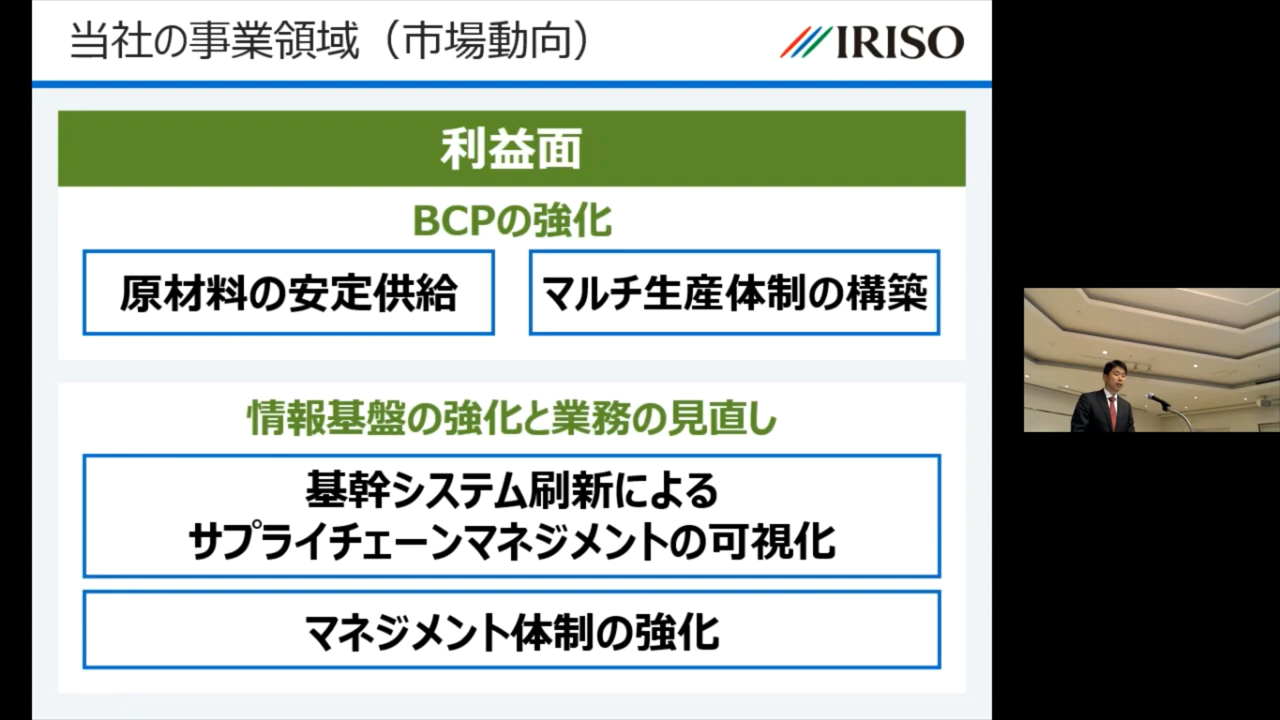 当社の事業領域（市場動向）
IRISO
利益面
BCPの強化
原材料の安定供給
マルチ生産体制の構築
情報基盤の強化と業務の見直し
基幹システム刷新による
サプライチェーンマネジメントの可視化
マネジメント体制の強化